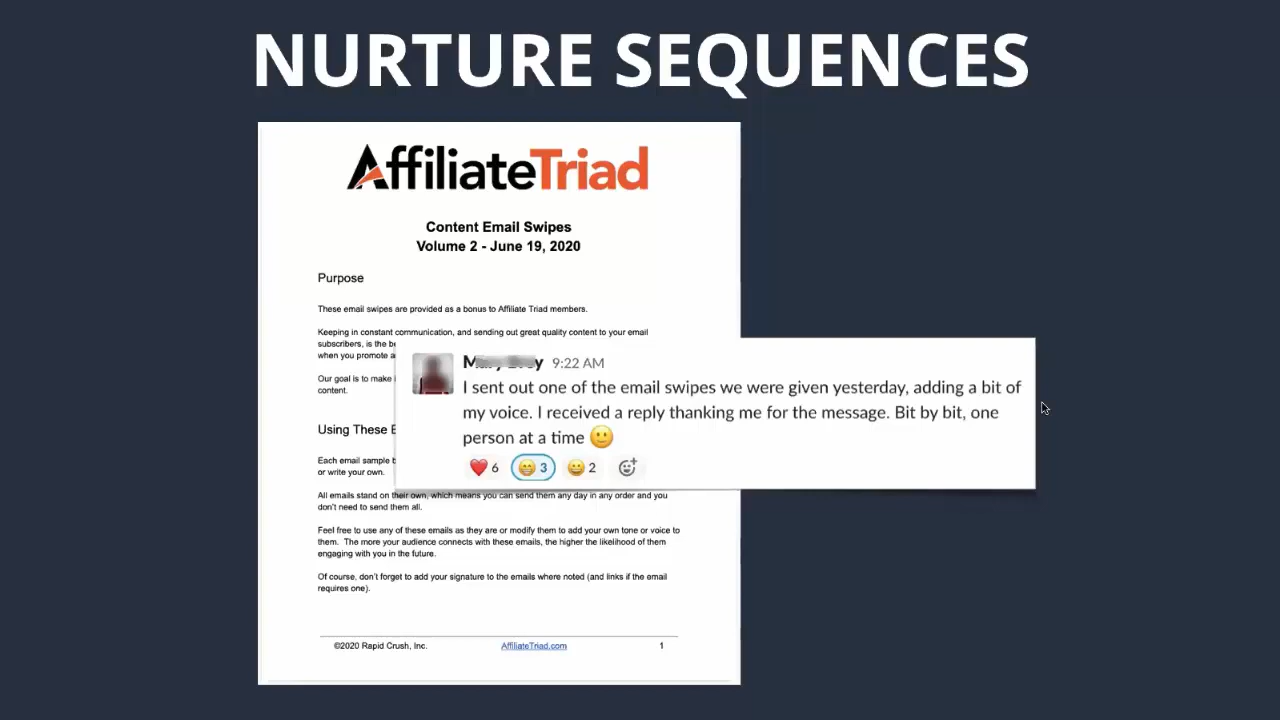 NURTURE SEQUENCES
AffiliateTriad
Content Email Swipes
Volume 2 - June 19, 2020
Purpose
These email swipes are provided as a bonus to Affiliate Triad members.
Keeping in constant communication, and sending out great quality content to your email
subscribers, is the
when you promote
Our goal is to make
content.
9:22 AM
I sent out one of the email swipes we were given yesterday, adding a bit of
my voice. I received a reply thanking me for the message. Bit by bit, one
person at a time 🙂
❤️ 6 😁 3 😀 2
Using These
Each email sample
or write your own.
All emails stand on their own, which means you can send them any day in any order and you
don't need to send them all.
Feel free to use any of these emails as they are or modify them to add your own tone or voice to
them. The more your audience connects with these emails, the higher the likelihood of them
engaging with you in the future.
Of course, don't forget to add your signature to the emails where noted (and links if the email
requires one).
©2020 Rapid Crush, Inc. AffiliateTriad.com 1